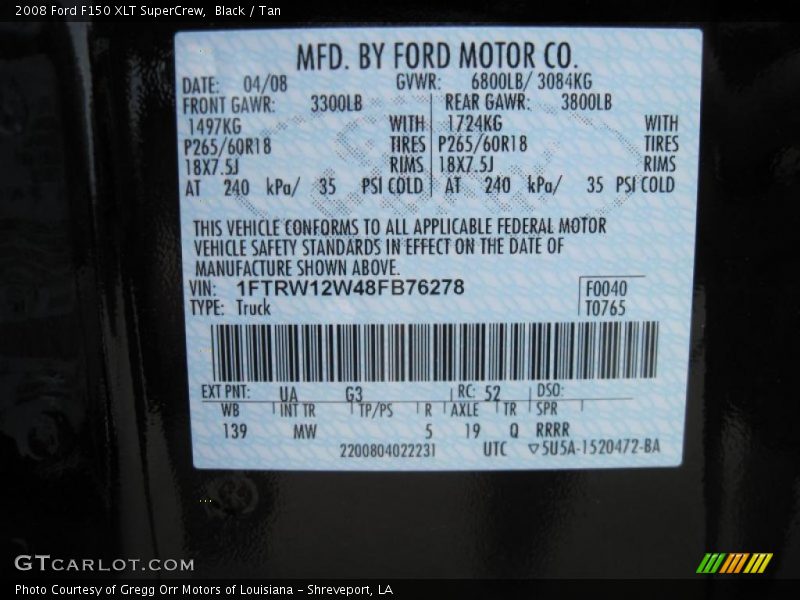 2008 Ford F150 XLT SuperCrew,  Black / Tan
MFD. BY FORD MOTOR CO.
DATE: 04/08 GVWR: 6800LB/ 3084KG
FRONT GAWR: 3300LB REAR GAWR: 3800LB
1497KG WITH 1724KG WITH
P265/60R18 TIRES P265/60R18 TIRES
18X7.5J RIMS 18X7.5J RIMS
AT 240 kPa/ 35 PSI COLD AT 240 kPa/ 35 PSI COLD
THIS VEHICLE CONFORMS TO ALL APPLICABLE FEDERAL MOTOR
VEHICLE SAFETY STANDARDS IN EFFECT ON THE DATE OF
MANUFACTURE SHOWN ABOVE.
VIN: 1FTRW12W48FB76278 F0040
TYPE: Truck T0765
EXT PNT: UA G3 RC: 52 DSO:
WB INT TR TP/PS R AXLE TR SPR
139 MW 5 19 Q RRRR
2200804022231 UTC ▽5U5A-1520472-BA
GTCARLOT.COM
Photo Courtesy of Gregg Orr Motors of Louisiana - Shreveport, LA